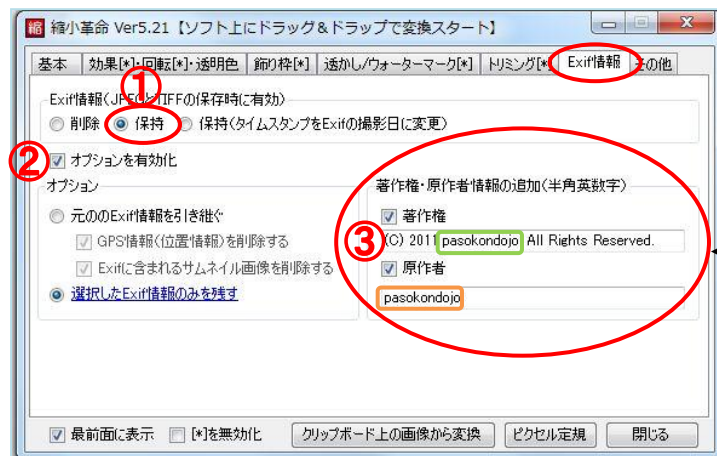 縮 縮小革命 Ver5.21【ソフト上にドラッグ&ドラップで変換スタート】
基本 効果[*]・回転[*]・透明色 飾り枠[*] 透かし/ウォーターマーク[*] トリミング[*] Exif情報 その他
①
Exif情報(JPEGとTIFFの保存時に有効)
削除 保持 保持(タイムスタンプをExifの撮影日に変更)
② オプションを有効化
オプション
元ののExif情報を引き継ぐ
GPS情報(位置情報)を削除する
Exifに含まれるサムネイル画像を削除する
選択したExif情報のみを残す
著作権・原作者情報の追加(半角英数字)
著作権
③ (C) 2011 pasokondojo All Rights Reserved.
原作者
pasokondojo
最前面に表示 [*]を無効化 クリップボード上の画像から変換 ピクセル定規 閉じる